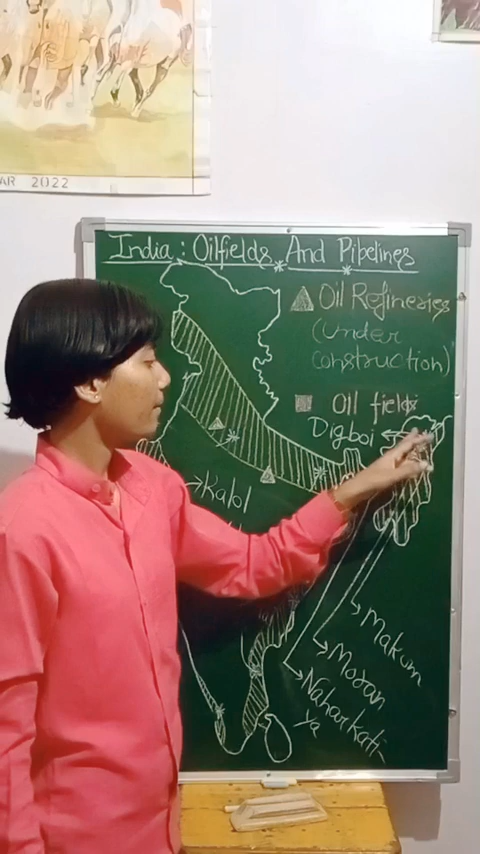 AR 2022
India : Oilfields And Pipelines
Oil Refineries
(under
construction)
Oil fields
Digboi
Kalol
Makum
Moran
Naharkati-
ya